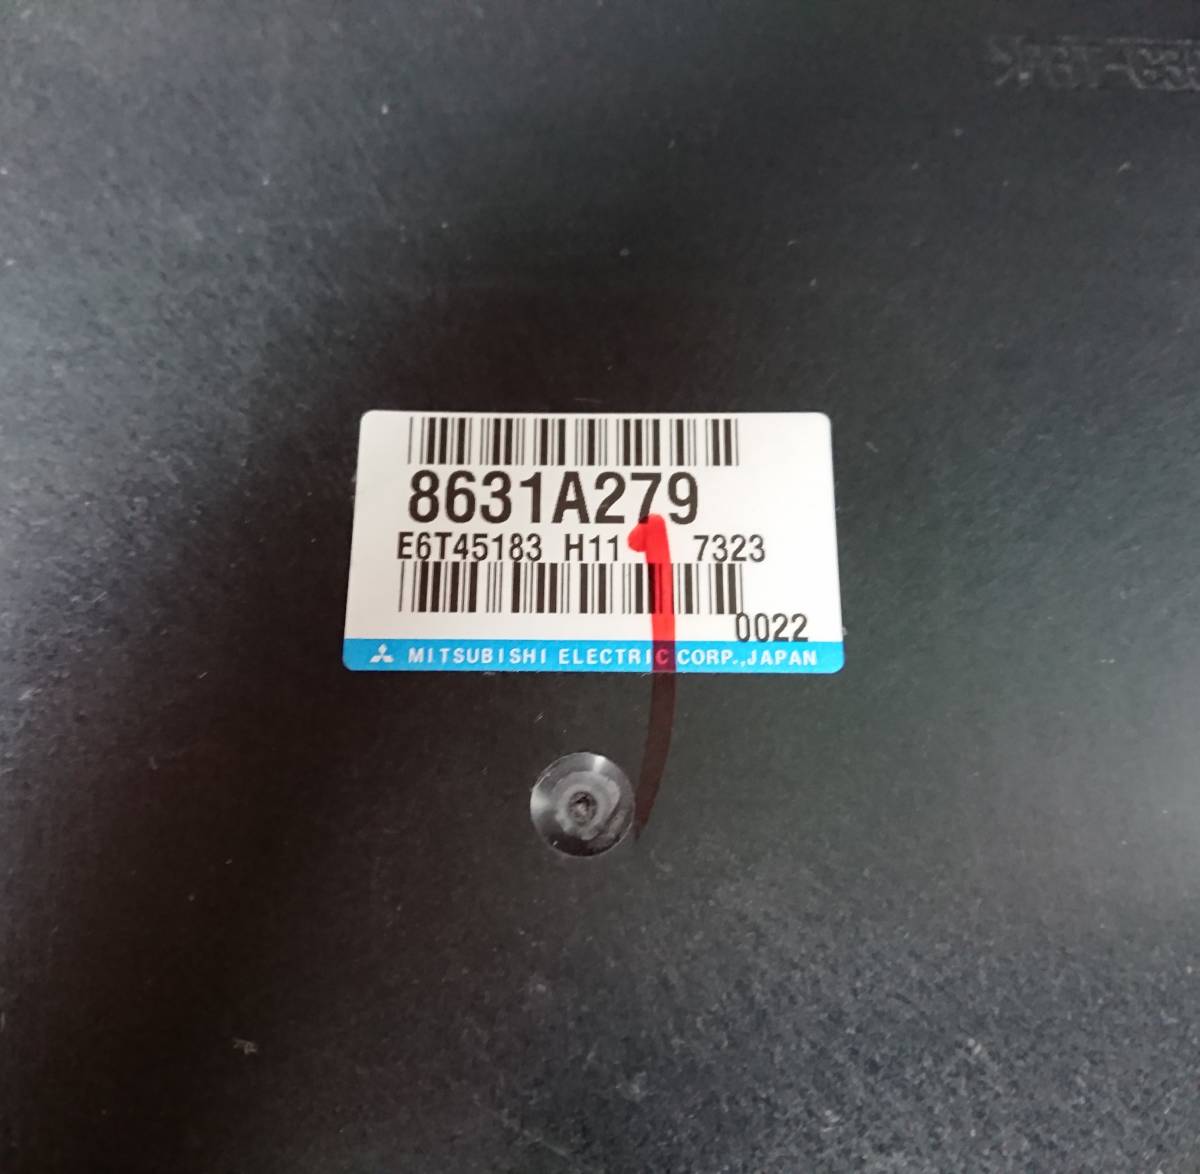 8631A279
E6T45183 H11 7323
0022
MITSUBISHI ELECTRIC CORP.,JAPAN